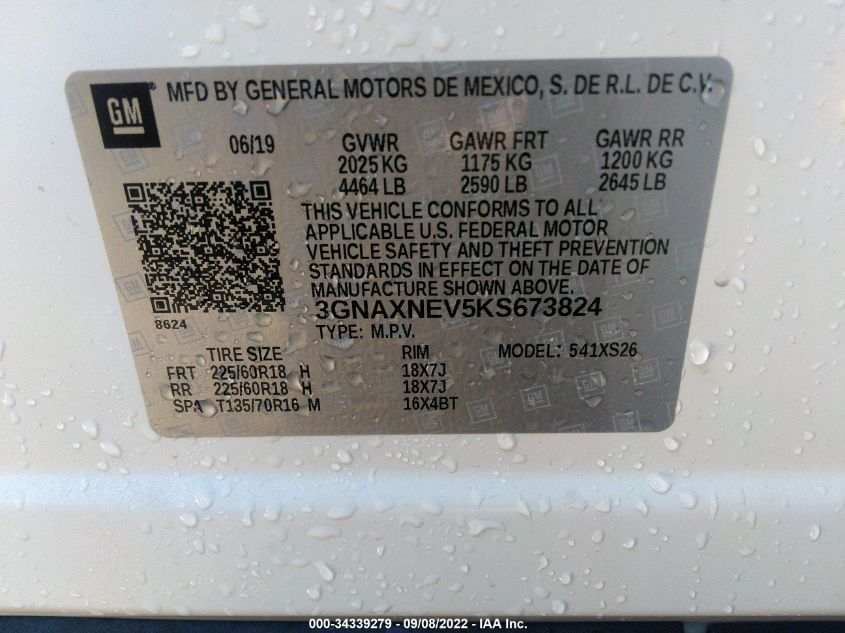 GM ® MFD BY GENERAL MOTORS DE MEXICO, S. DE R.L. DE C.V.
06/19 GVWR GAWR FRT GAWR RR
2025 KG 1175 KG 1200 KG
4464 LB 2590 LB 2645 LB
THIS VEHICLE CONFORMS TO ALL
APPLICABLE U.S. FEDERAL MOTOR
VEHICLE SAFETY AND THEFT PREVENTION
STANDARDS IN EFFECT ON THE DATE OF
MANUFACTURE SHOWN ABOVE.
3GNAXNEV5KS673824
8624 TYPE: M.P.V.
TIRE SIZE RIM MODEL: 541XS26
FRT 225/60R18 H 18X7J
RR 225/60R18 H 18X7J
SPA T135/70R16 M 16X4BT
000-34339279 - 09/08/2022 - IAA Inc.